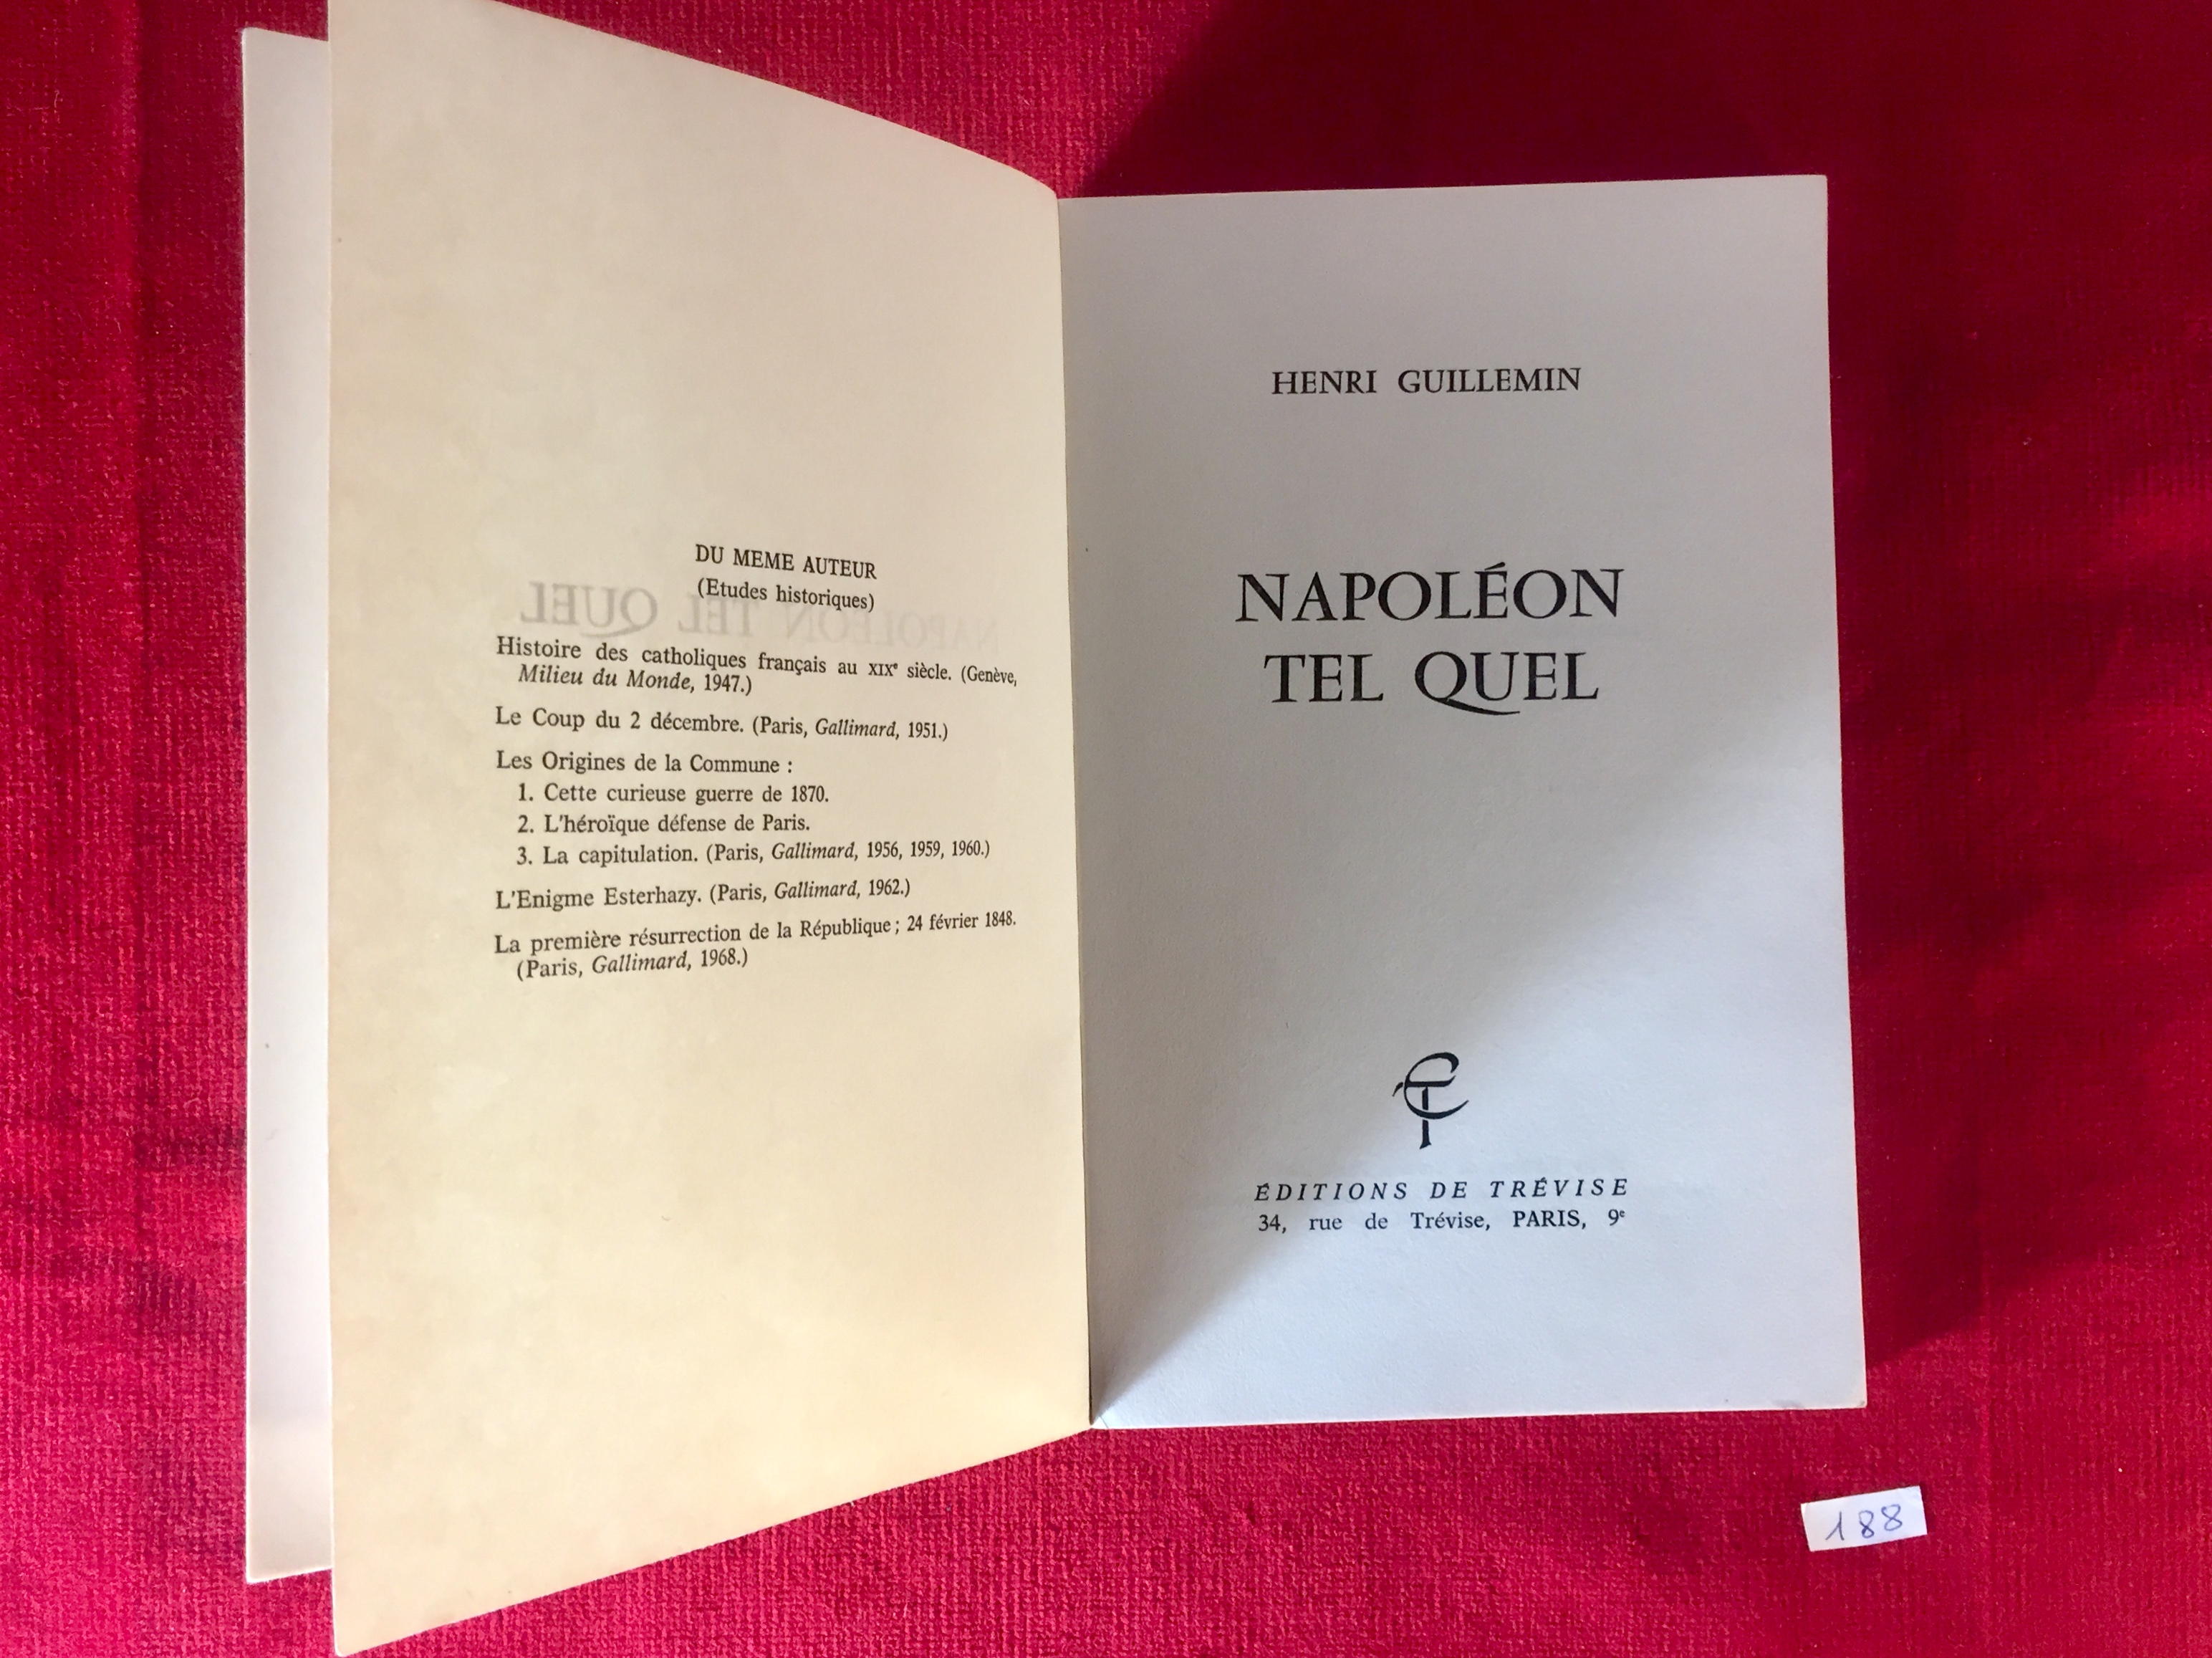 DU MEME AUTEUR
(Etudes historiques)
Histoire des catholiques français au XIXe siècle. (Genève,
Milieu du Monde, 1947.)
Le Coup du 2 décembre. (Paris, Gallimard, 1951.)
Les Origines de la Commune :
1. Cette curieuse guerre de 1870.
2. L'héroïque défense de Paris.
3. La capitulation. (Paris, Gallimard, 1956, 1959, 1960.)
L'Enigme Esterhazy. (Paris, Gallimard, 1962.)
La première résurrection de la République ; 24 février 1848.
(Paris, Gallimard, 1968.)
NAPOLÉON TEL QUEL
HENRI GUILLEMIN
NAPOLÉON
TEL QUEL
ÉDITIONS DE TRÉVISE
34, rue de Trévise, PARIS, 9e
188